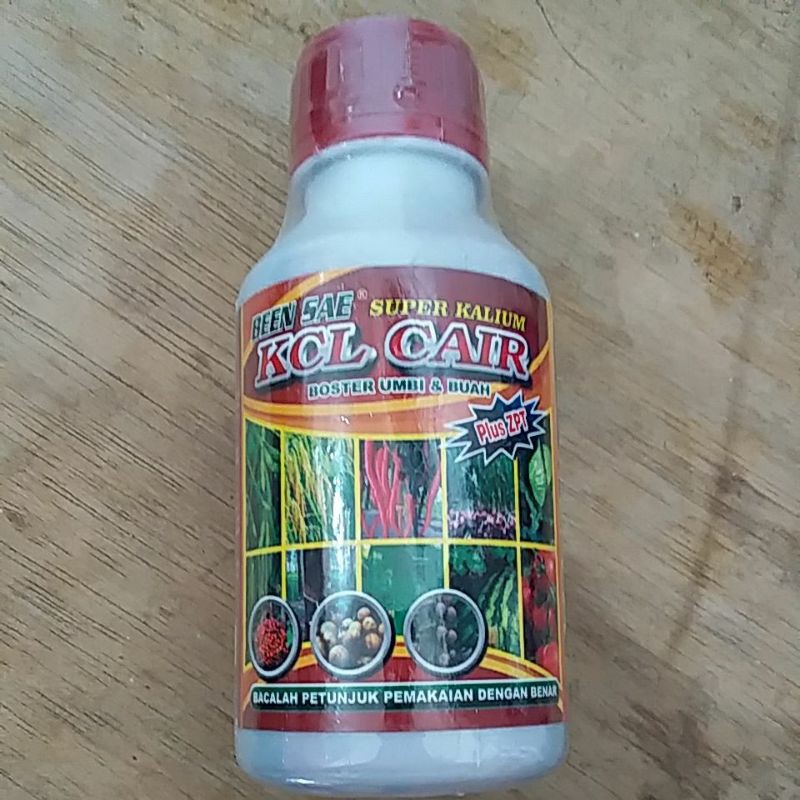 BEEN SAE®
SUPER KALIUM
KCL CAIR
BOSTER UMBI & BUAH
Plus ZPT
BACALAH PETUNJUK PEMAKAIAN DENGAN BENAR